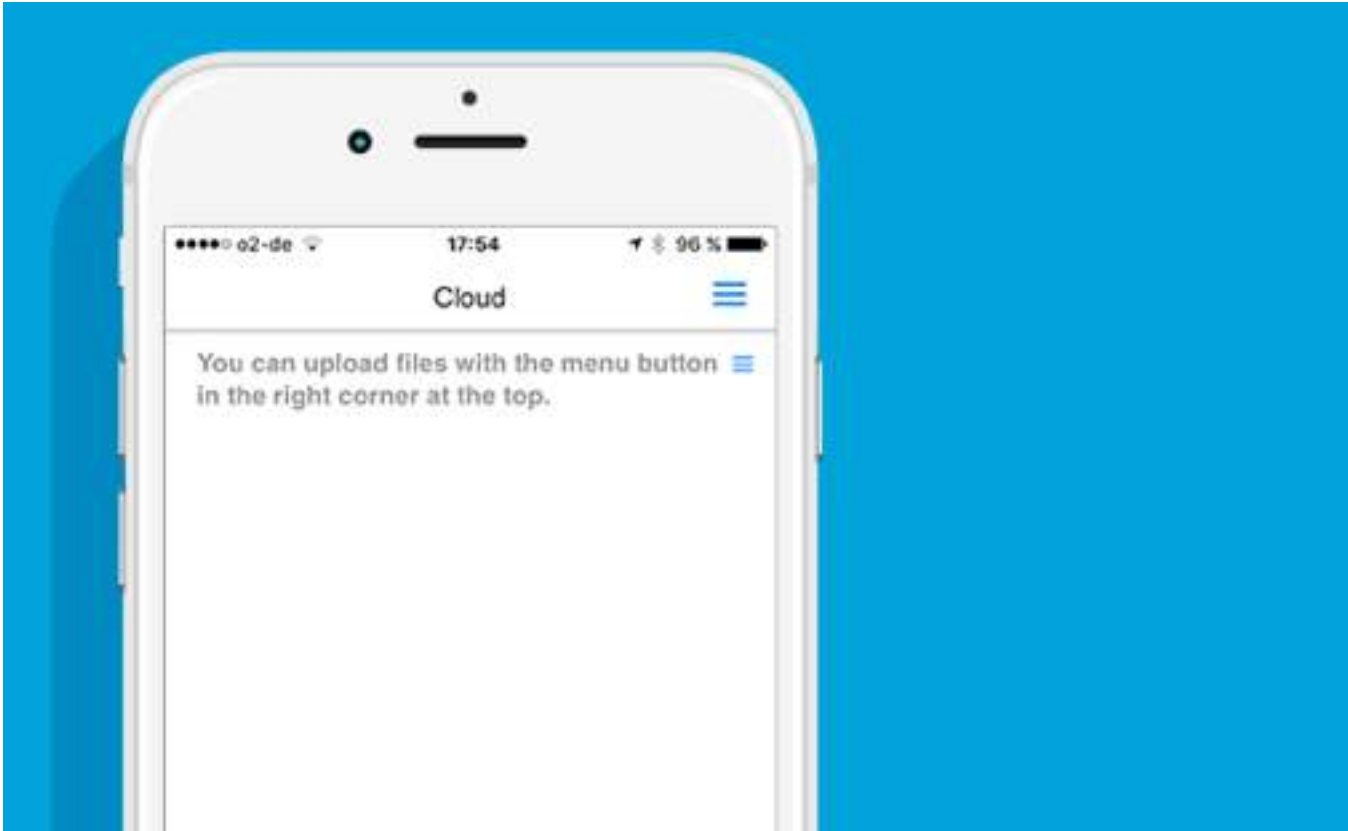 o2-de 17:54 96 %
Cloud
You can upload files with the menu button
in the right corner at the top.